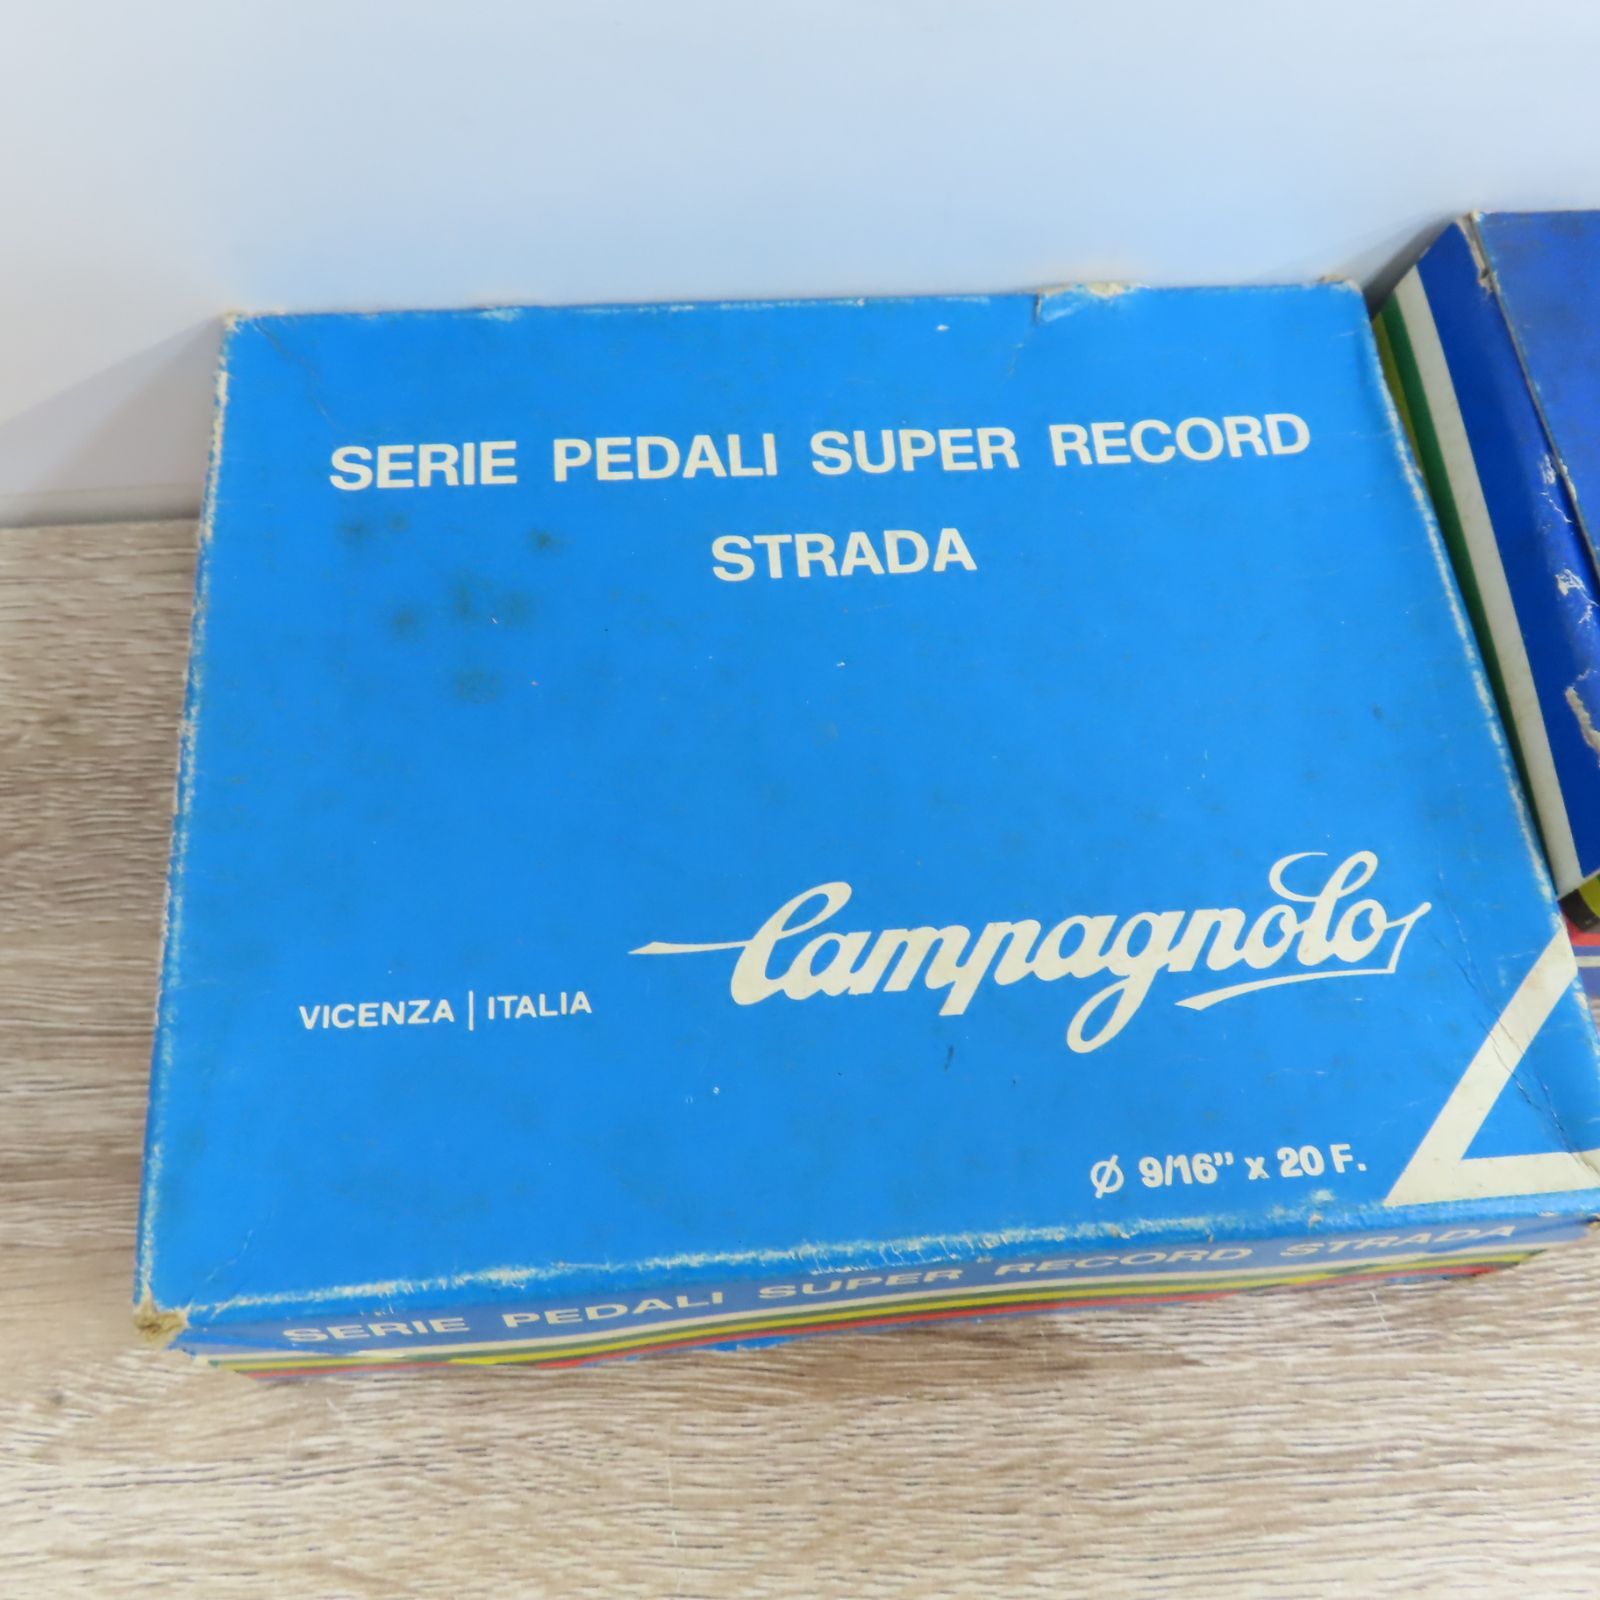 SERIE PEDALI SUPER RECORD
STRADA
Campagnolo
VICENZA | ITALIA
Ø 9/16” x 20 F.
SERIE PEDALI SUPER RECORD STRADA